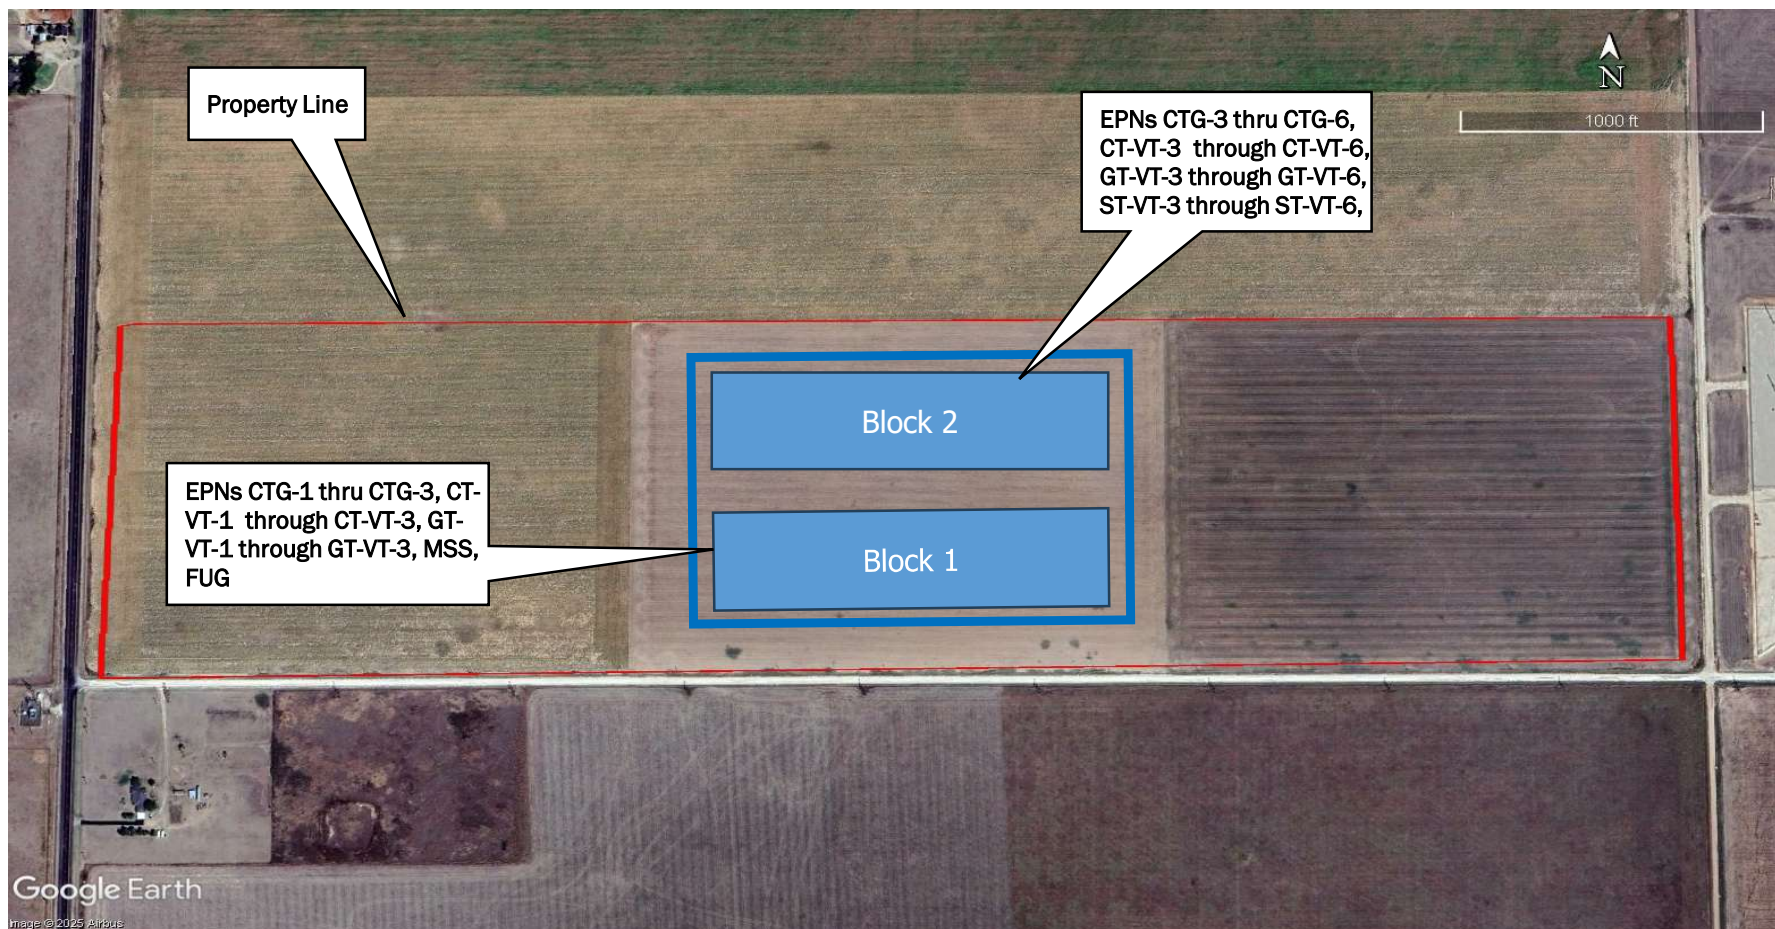 Property Line
N
1000 ft
EPNs CTG-3 thru CTG-6,
CT-VT-3 through CT-VT-6,
GT-VT-3 through GT-VT-6,
ST-VT-3 through ST-VT-6,
Block 2
EPNs CTG-1 thru CTG-3, CT-
VT-1 through CT-VT-3, GT-
VT-1 through GT-VT-3, MSS,
FUG
Block 1
Google Earth
Image © 2025 Airbus